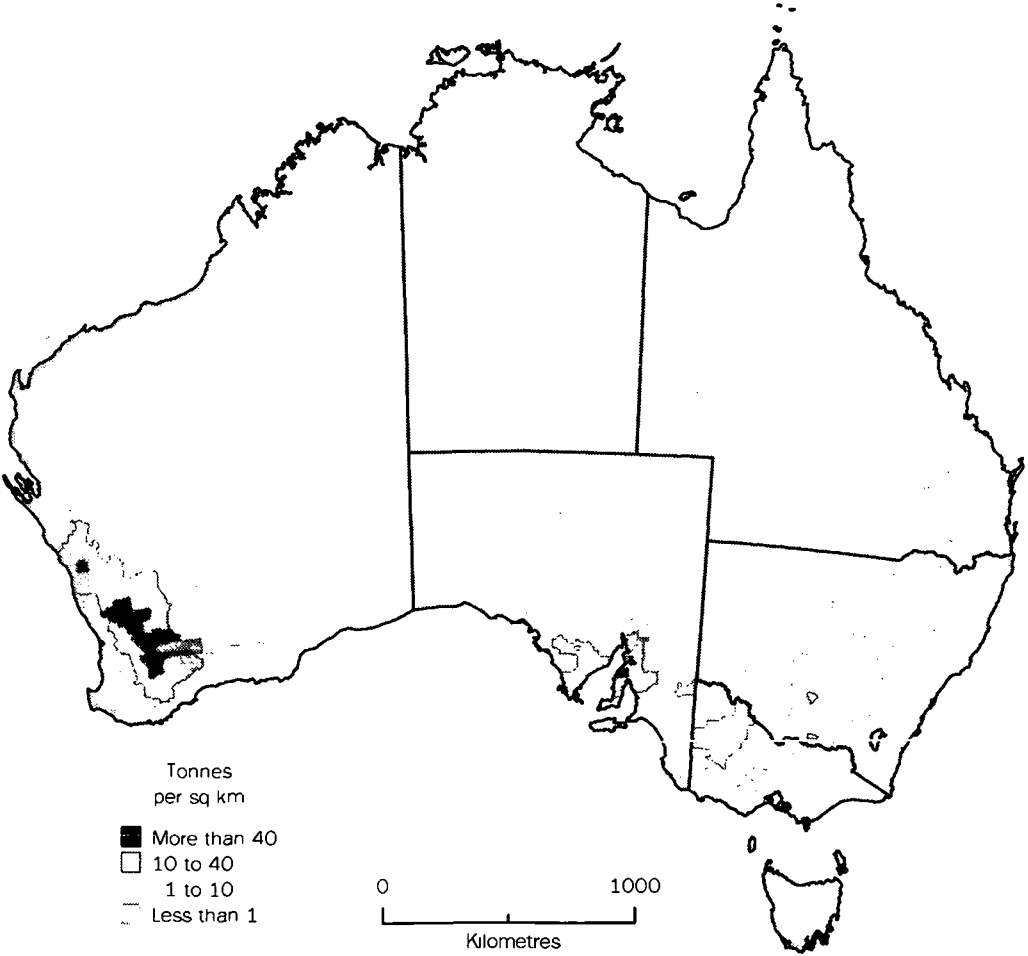 Tonnes
per sq km
More than 40
10 to 40
1 to 10
Less than 1
0 1000
Kilometres